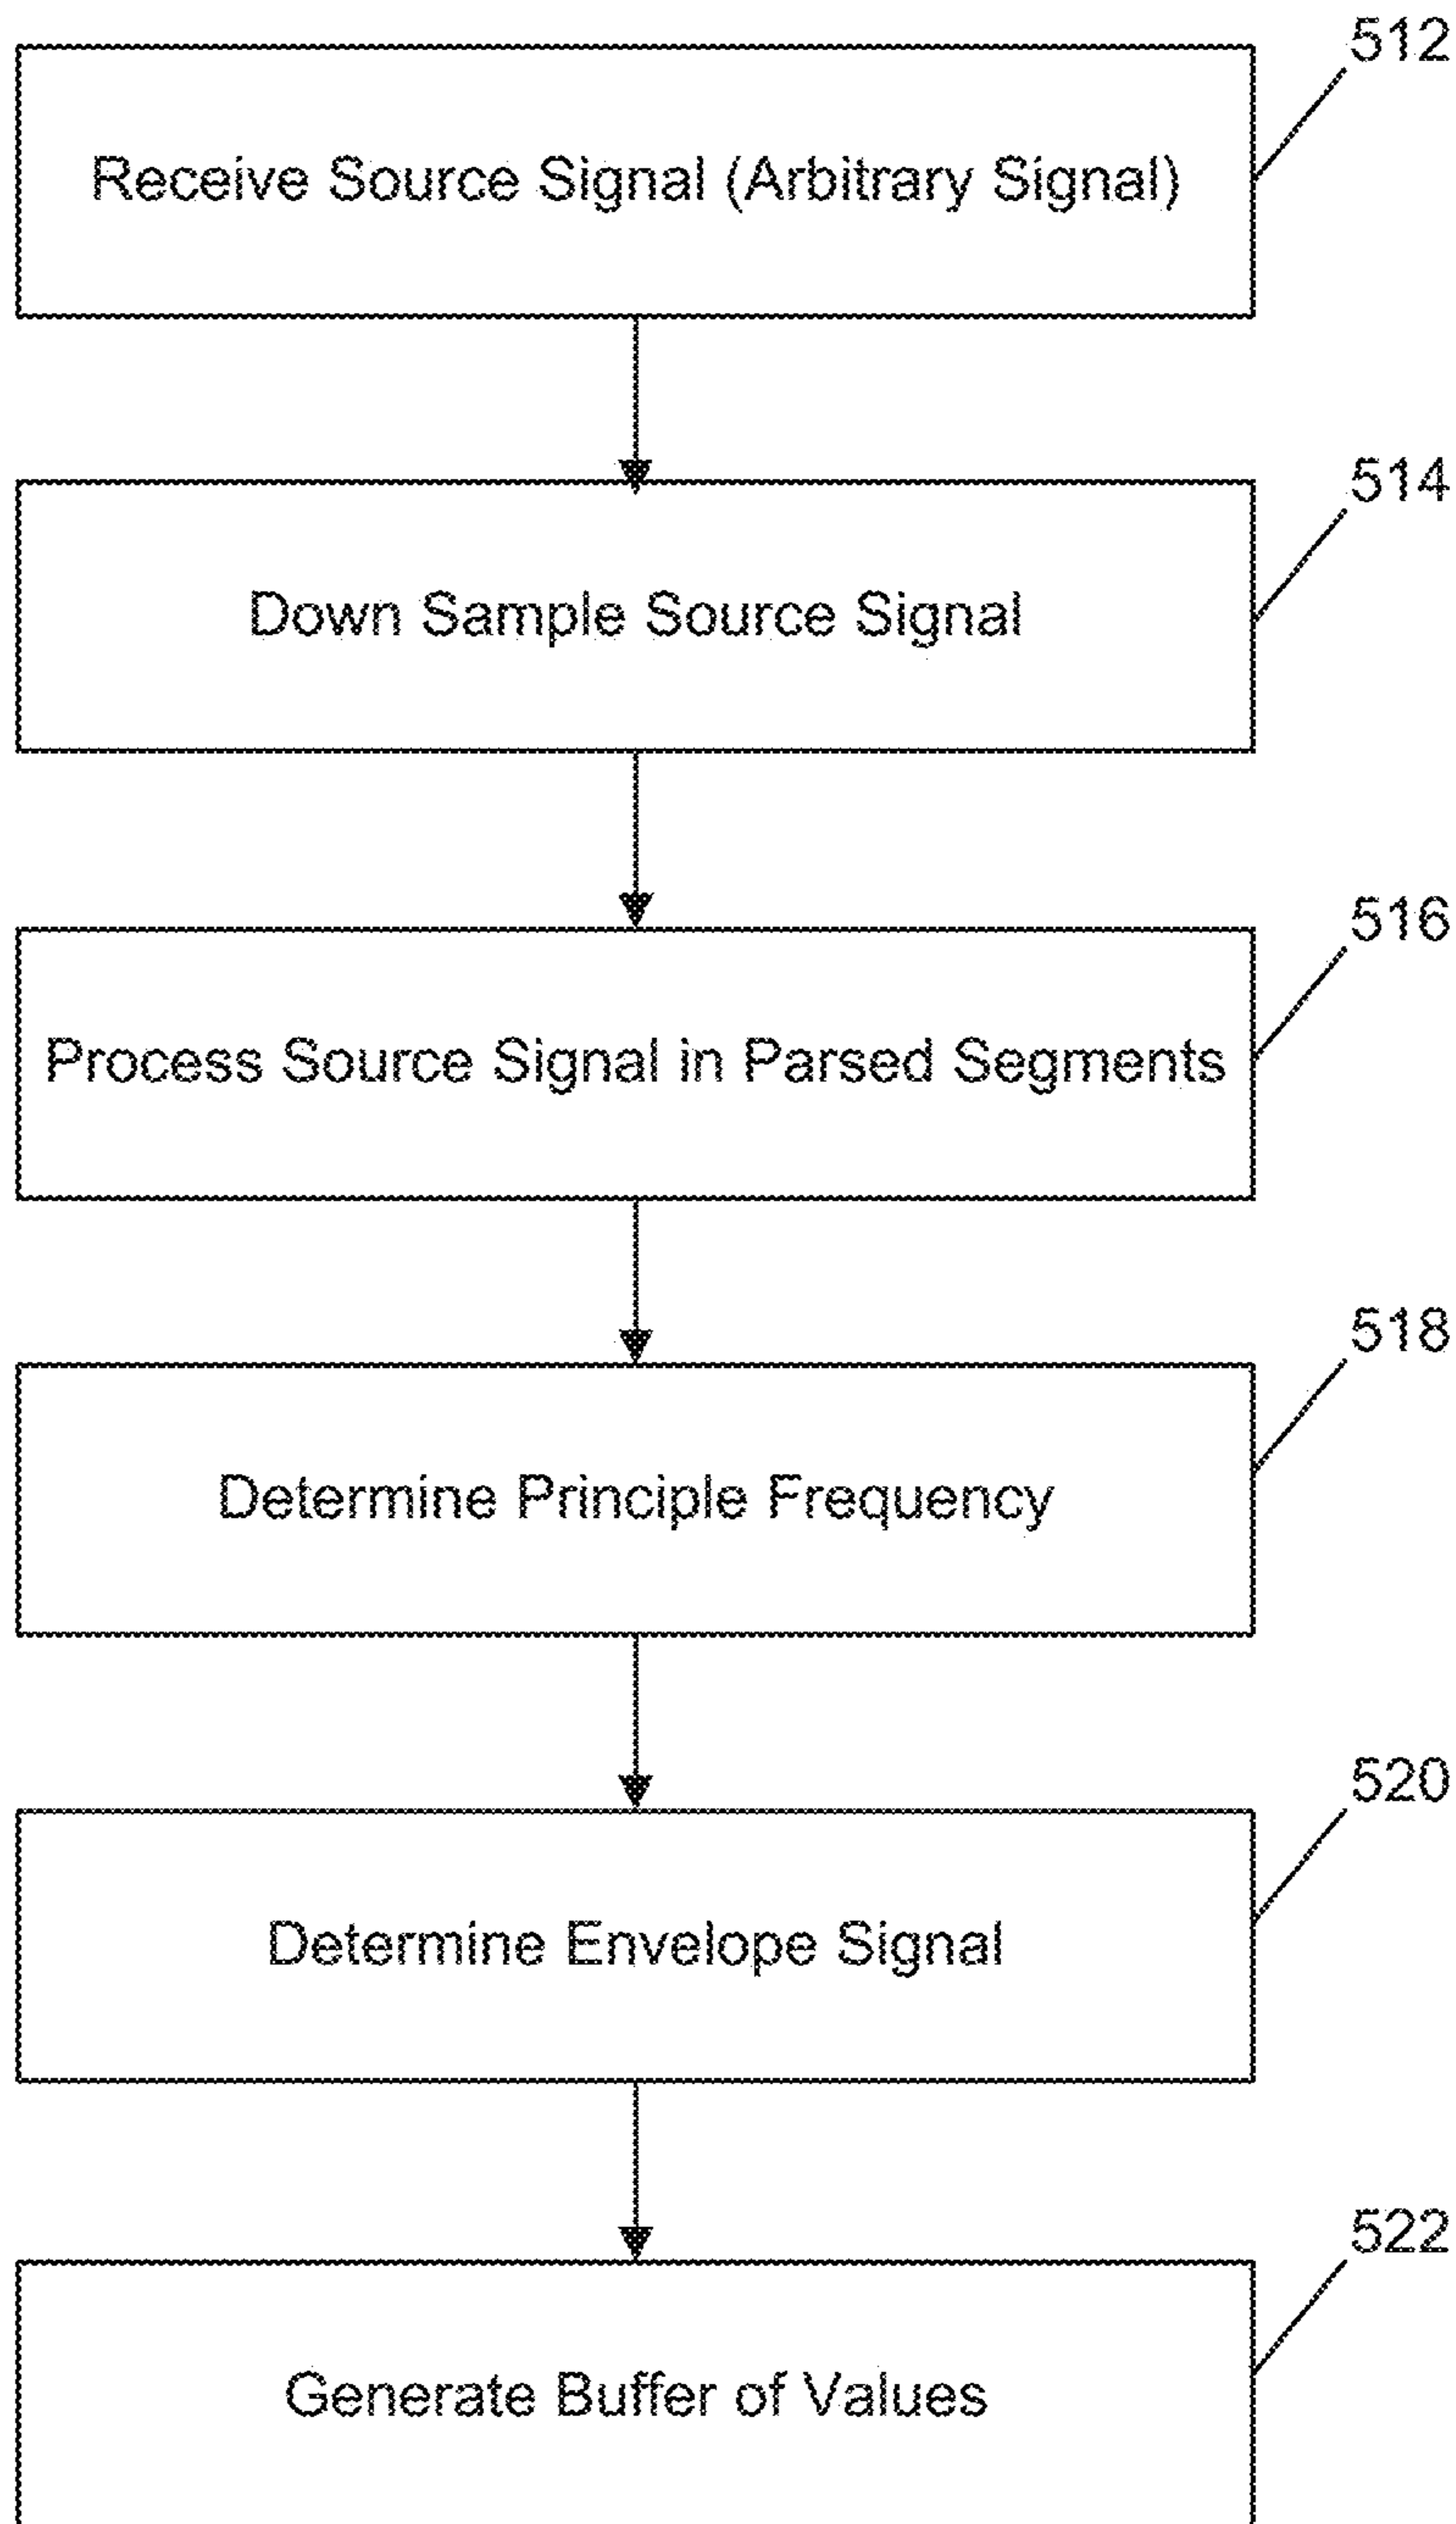 512
Receive Source Signal (Arbitrary Signal)
514
Down Sample Source Signal
516
Process Source Signal in Parsed Segments
518
Determine Principle Frequency
520
Determine Envelope Signal
522
Generate Buffer of Values